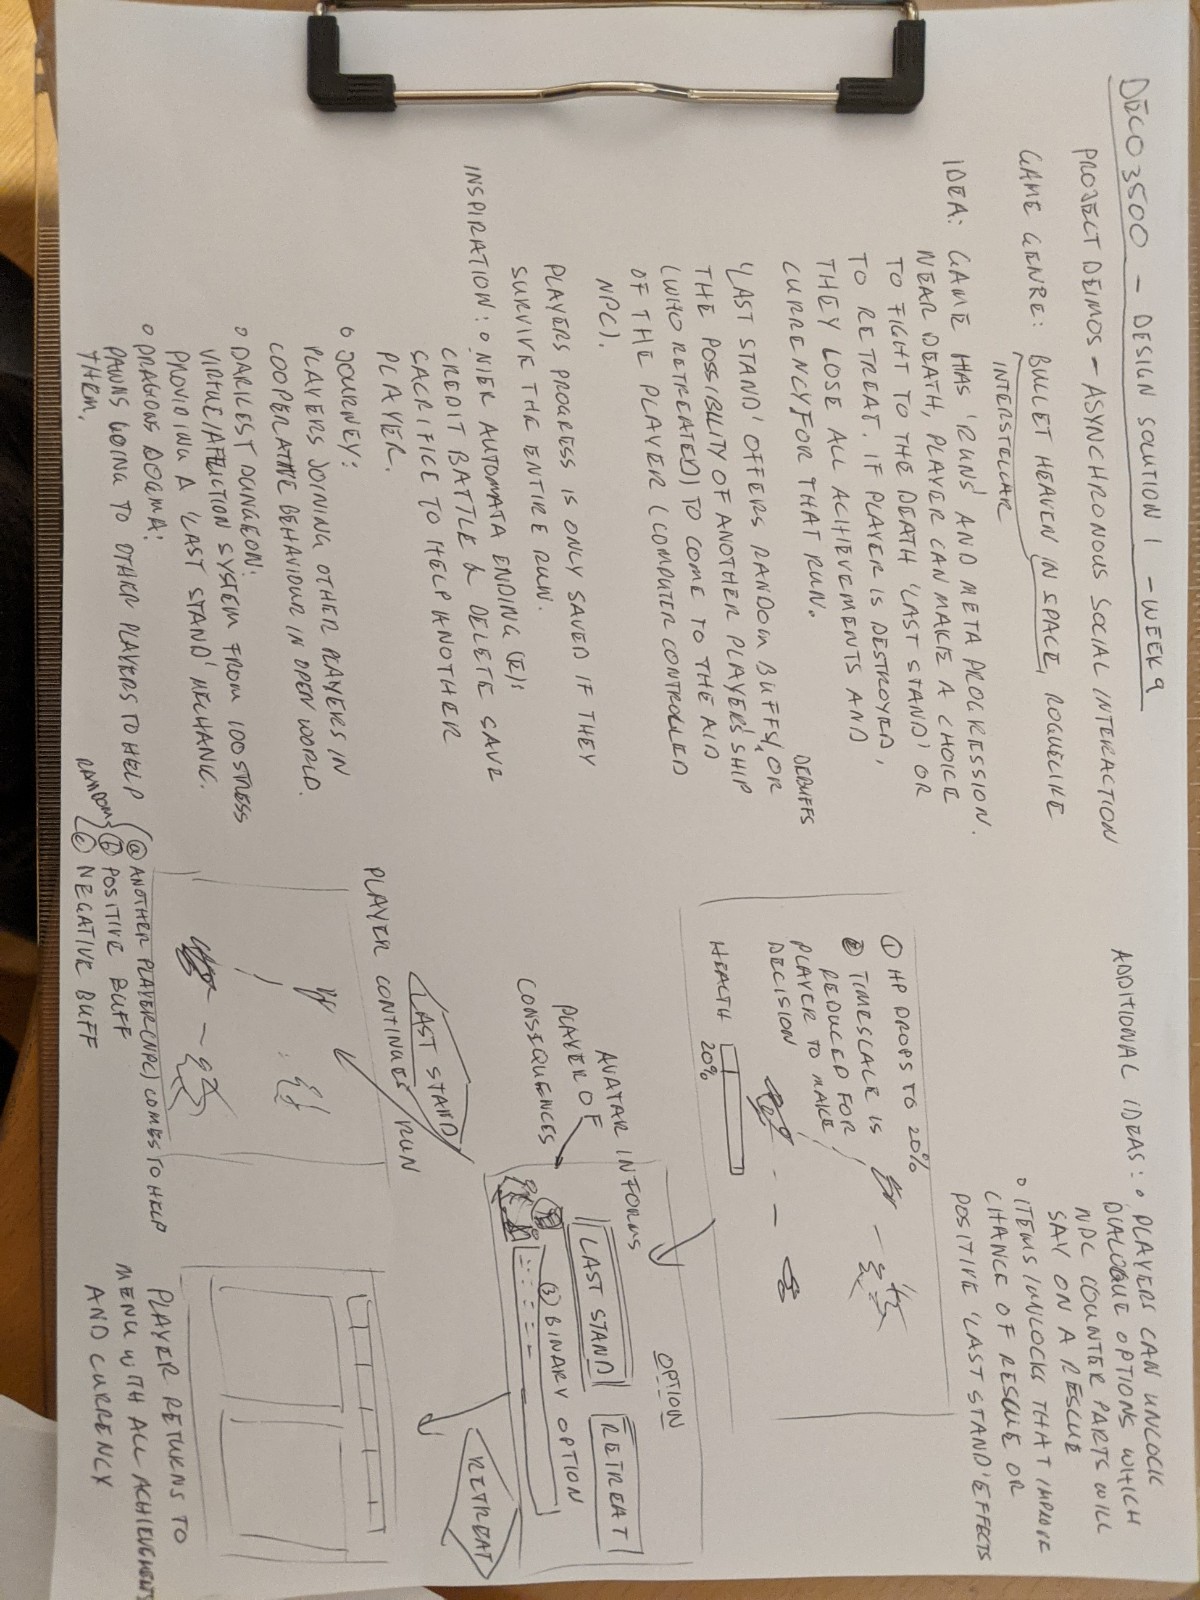 DECO3500 - DESIGN SOLUTION 1 - WEEK 9
PROJECT DEIMOS - ASYNCHRONOUS SOCIAL INTERACTION
GAME GENRE: BULLET HEAVEN IN SPACE, ROGUELIKE
INTERSTELLAR
IDEA: GAME HAS 'RUNS' AND META PROGRESSION.
NEAR DEATH, PLAYER CAN MAKE A CHOICE
TO FIGHT TO THE DEATH 'LAST STAND' OR
TO RETREAT. IF PLAYER IS DESTROYED,
THEY LOSE ALL ACHIEVEMENTS AND
CURRENCY FOR THAT RUN.
DEBUFFS
'LAST STAND' OFFERS RANDOM BUFFS/, OR
THE POSSIBILITY OF ANOTHER PLAYERS' SHIP
(WHO RETREATED) TO COME TO THE AID
OF THE PLAYER (COMPUTER CONTROLLED
NPC).
PLAYERS PROGRESS IS ONLY SAVED IF THEY
SURVIVE THE ENTIRE RUN.
INSPIRATION: o NIER AUTOMATA ENDING (E):
CREDIT BATTLE & DELETE SAVE
SACRIFICE TO HELP ANOTHER
PLAYER.
o JOURNEY:
PLAYERS JOINING OTHER PLAYERS IN
COOPERATIVE BEHAVIOUR IN OPEN WORLD.
o DARKEST DUNGEON:
VIRTUE/AFFLICTION SYSTEM FROM 100 STRESS
PROVIDING A 'LAST STAND' MECHANIC.
o DRAGONS DOGMA:
PAWNS GOING TO OTHER PLAYERS TO HELP
THEM.
ADDITIONAL IDEAS: o PLAYERS CAN UNLOCK
DIALOGUE OPTIONS WHICH
NPC COUNTER PARTS WILL
SAY ON A RESCUE
o ITEMS/UNLOCKS THAT IMPROVE
CHANCE OF RESCUE OR
POSITIVE 'LAST STAND' EFFECTS
① HP DROPS TO 20%
② TIMESCALE IS
REDUCED FOR
PLAYER TO MAKE
DECISION
HEALTH
20%
OPTION
LAST STAND RETREAT
③ BINARY OPTION
AVATAR INFORMS
PLAYER OF
CONSEQUENCES
RETREAT
LAST STAND
PLAYER CONTINUES RUN
RANDOM
ⓐ ANOTHER PLAYER (NPC) COMES TO HELP
ⓑ POSITIVE BUFF
ⓒ NEGATIVE BUFF
PLAYER RETURNS TO
MENU WITH ALL ACHIEVEMENTS
AND CURRENCY